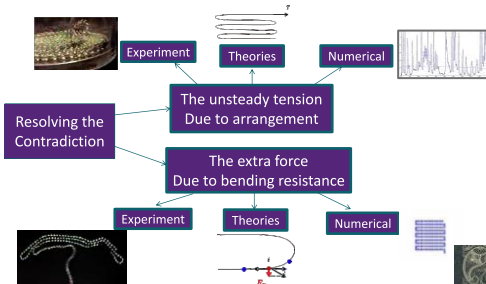 T
Experiment
Theories
Numerical
The unsteady tension
Due to arrangement
Resolving the
Contradiction
The extra force
Due to bending resistance
Experiment
Theories
Numerical
i